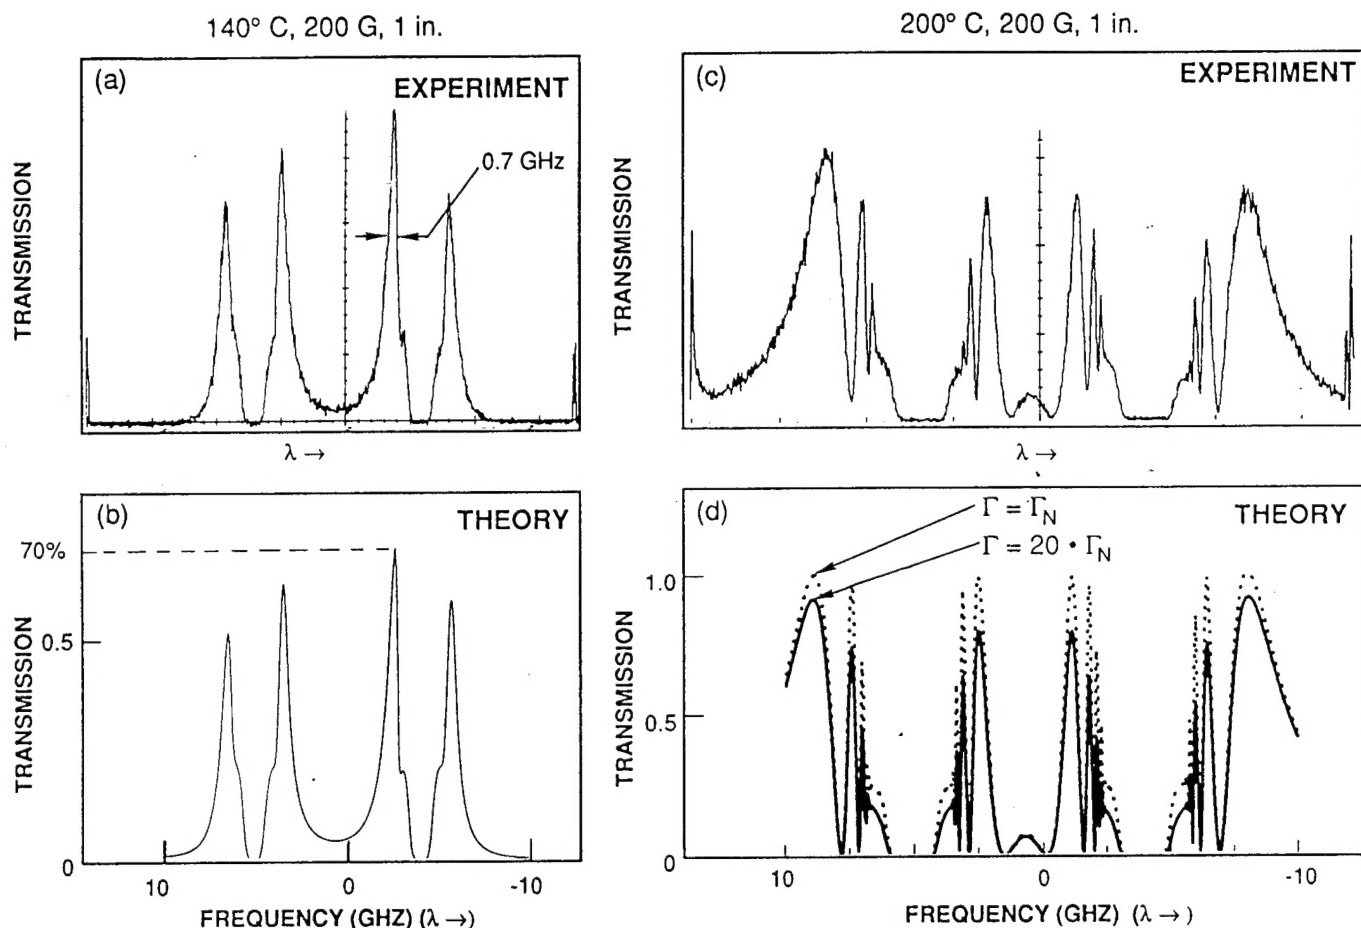 140° C, 200 G, 1 in.
(a)
EXPERIMENT
0.7 GHz
TRANSMISSION
λ →
(b)
THEORY
70%
0.5
0
TRANSMISSION
10 0 -10
FREQUENCY (GHZ) (λ →)
200° C, 200 G, 1 in.
(c)
EXPERIMENT
TRANSMISSION
λ →
(d)
THEORY
Γ = ΓN
Γ = 20 • ΓN
1.0
0.5
0
TRANSMISSION
10 0 -10
FREQUENCY (GHZ) (λ →)